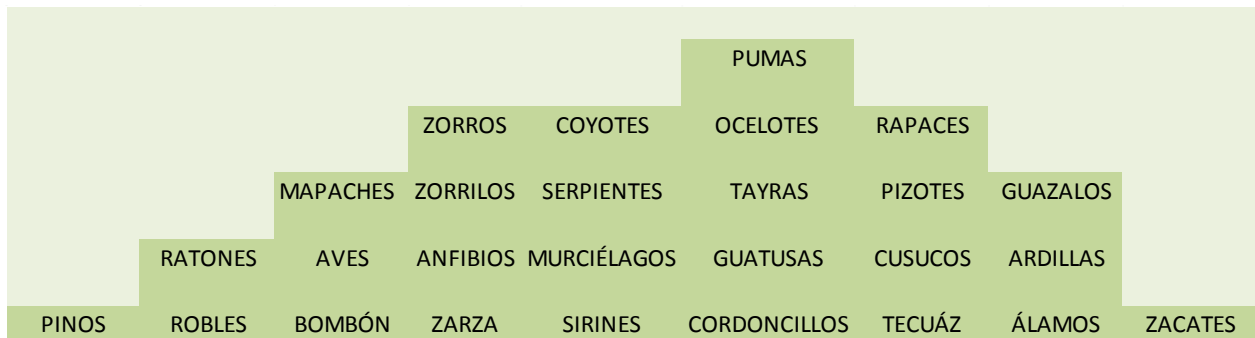 PUMAS
ZORROS COYOTES OCELOTES RAPACES
MAPACHES ZORRILOS SERPIENTES TAYRAS PIZOTES GUAZALOS
RATONES AVES ANFIBIOS MURCIÉLAGOS GUATUSAS CUSUCOS ARDILLAS
PINOS ROBLES BOMBÓN ZARZA SIRINES CORDONCILLOS TECUÁZ ÁLAMOS ZACATES